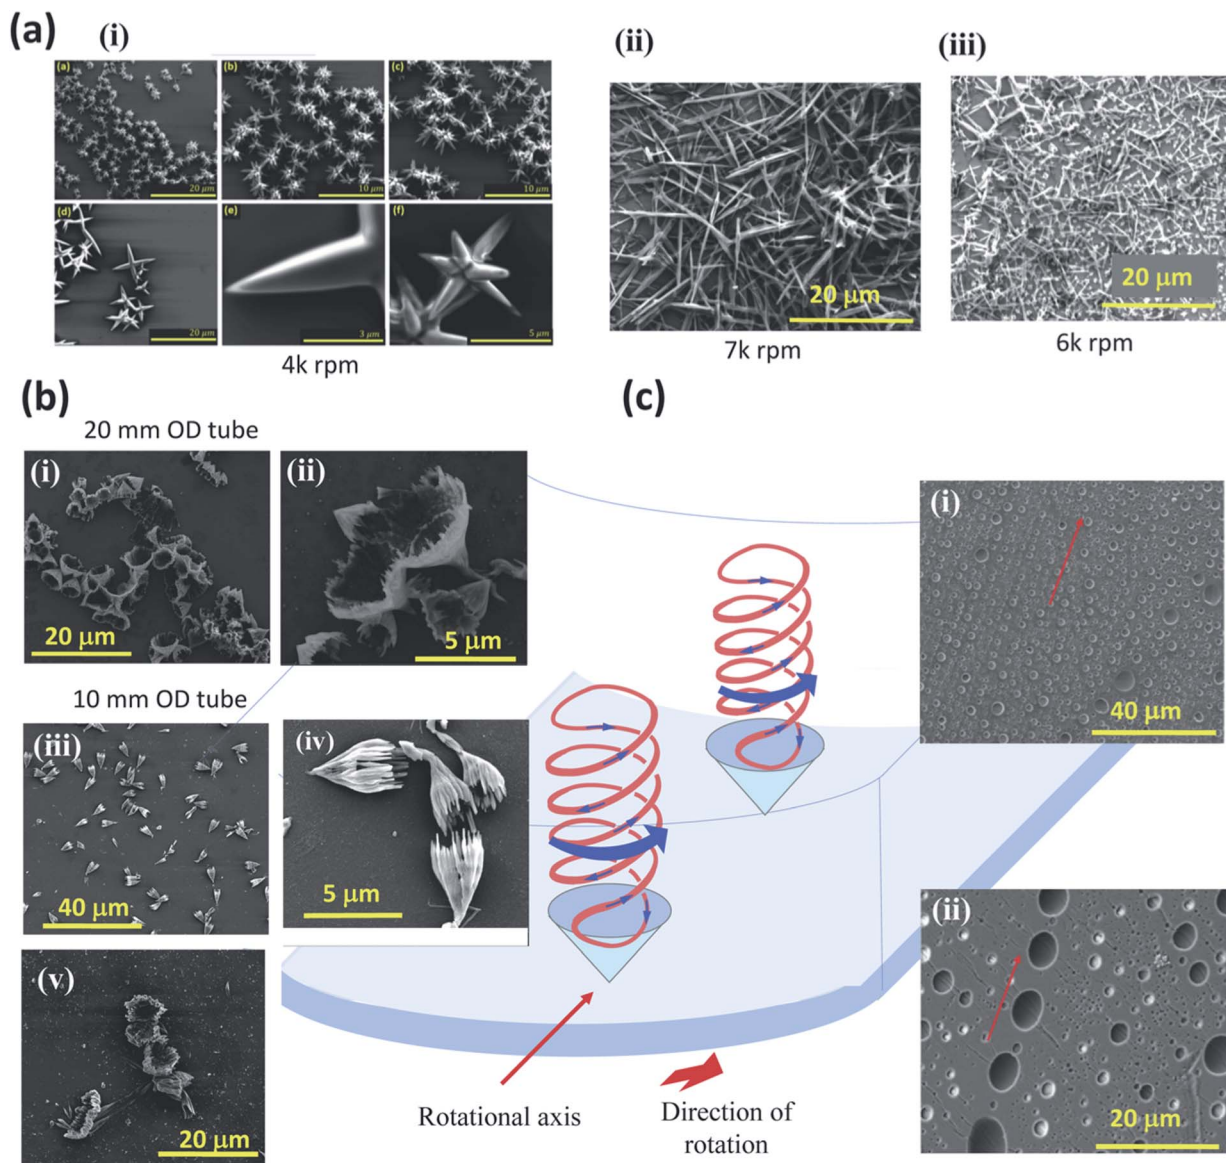 (a)
(i)
(ii)
(iii)
(a)
(b)
(c)
20 μm
10 μm
10 μm
(d)
(e)
(f)
20 μm
3 μm
5 μm
20 μm
20 μm
4k rpm
7k rpm
6k rpm
(b)
(c)
20 mm OD tube
(i)
(ii)
20 μm
5 μm
(i)
40 μm
10 mm OD tube
(iii)
(iv)
40 μm
5 μm
(v)
20 μm
(ii)
20 μm
Rotational axis
Direction of
rotation